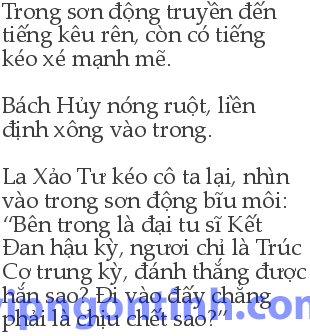 Trong sơn động truyền đến
tiếng kêu rên, còn có tiếng
kéo xé mạnh mẽ.
Bách Hủy nóng ruột, liền
định xông vào trong.
La Xảo Tư kéo cô ta lại, nhìn
vào trong sơn động bĩu môi:
“Bên trong là đại tu sĩ Kết
Đan hậu kỳ, ngươi chỉ là Trúc
Cơ trung kỳ, đánh thắng được
hắn sao? Đi vào đấy chẳng
phải là chịu chết sao?”
vipngontinh.com